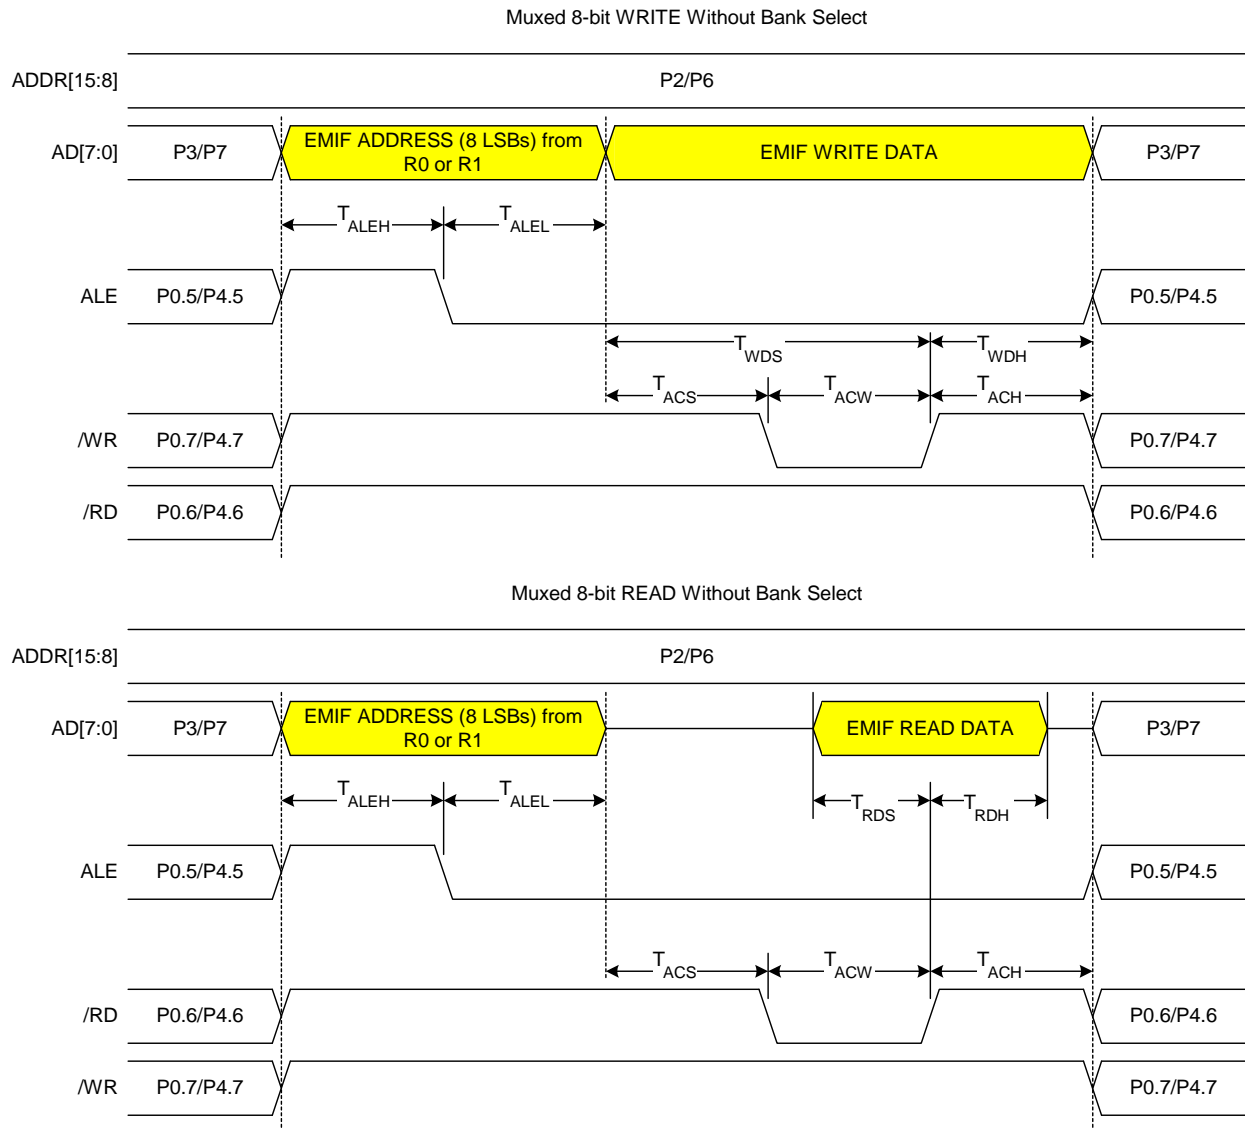 Muxed 8-bit WRITE Without Bank Select
ADDR[15:8] P2/P6
AD[7:0] P3/P7 EMIF ADDRESS (8 LSBs) from R0 or R1 EMIF WRITE DATA P3/P7
TALEH TALEL
ALE P0.5/P4.5 P0.5/P4.5
TWDS TWDH
TACS TACW TACH
/WR P0.7/P4.7 P0.7/P4.7
/RD P0.6/P4.6 P0.6/P4.6
Muxed 8-bit READ Without Bank Select
ADDR[15:8] P2/P6
AD[7:0] P3/P7 EMIF ADDRESS (8 LSBs) from R0 or R1 EMIF READ DATA P3/P7
TALEH TALEL TRDS TRDH
ALE P0.5/P4.5 P0.5/P4.5
TACS TACW TACH
/RD P0.6/P4.6 P0.6/P4.6
/WR P0.7/P4.7 P0.7/P4.7